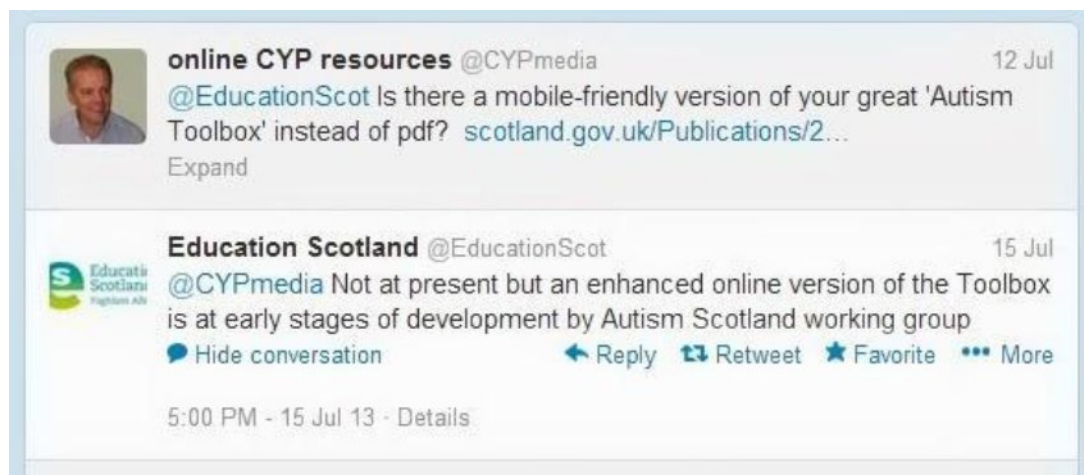 online CYP resources @CYPmedia 12 Jul
@EducationScot Is there a mobile-friendly version of your great 'Autism
Toolbox' instead of pdf? scotland.gov.uk/Publications/2...
Expand
Education Scotland @EducationScot 15 Jul
Educati
Scotlan
@CYPmedia Not at present but an enhanced online version of the Toolbox
is at early stages of development by Autism Scotland working group
Hide conversation Reply Retweet Favorite More
5:00 PM - 15 Jul 13 · Details